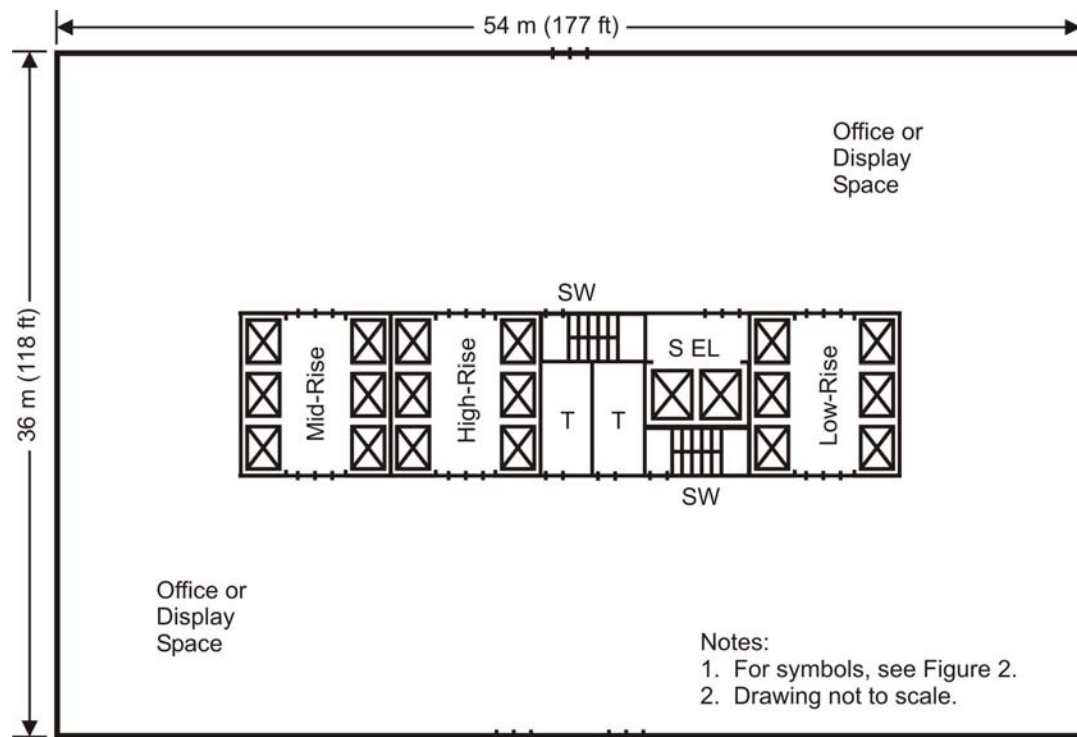 54 m (177 ft)
Office or
Display
Space
36 m (118 ft)
SW
Mid-Rise
High-Rise
T
T
S EL
Low-Rise
SW
Office or
Display
Space
Notes:
1. For symbols, see Figure 2.
2. Drawing not to scale.